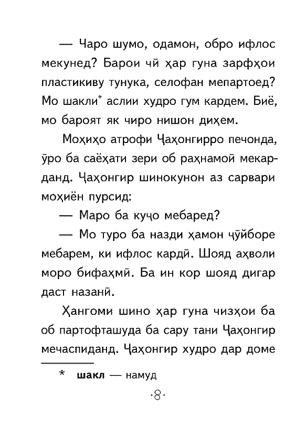 — Чаро шумо, одамон, обро ифлос
мекунед? Барои чӣ ҳар гуна зарфҳои
пластикиву тунука, селофан мепартоед?
Мо шакли* аслии худро гум кардем. Биё,
мо бароят як чиро нишон диҳем.
Моҳиҳо атрофи Ҷаҳонгирро печонда,
ӯро ба саёҳати зери об раҳнамоӣ мекар-
данд. Ҷаҳонгир шинокунон аз сарвари
моҳиён пурсид:
— Маро ба куҷо мебаред?
— Мо туро ба назди ҳамон ҷӯйборе
мебарем, ки ифлос кардӣ. Шояд аҳволи
моро бифаҳмӣ. Ба ин кор шояд дигар
даст назанӣ.
Ҳангоми шино ҳар гуна чизҳои ба
об партофташуда ба сару тани Ҷаҳонгир
мечаспиданд. Ҷаҳонгир худро дар доме
* шакл — намуд
·8·